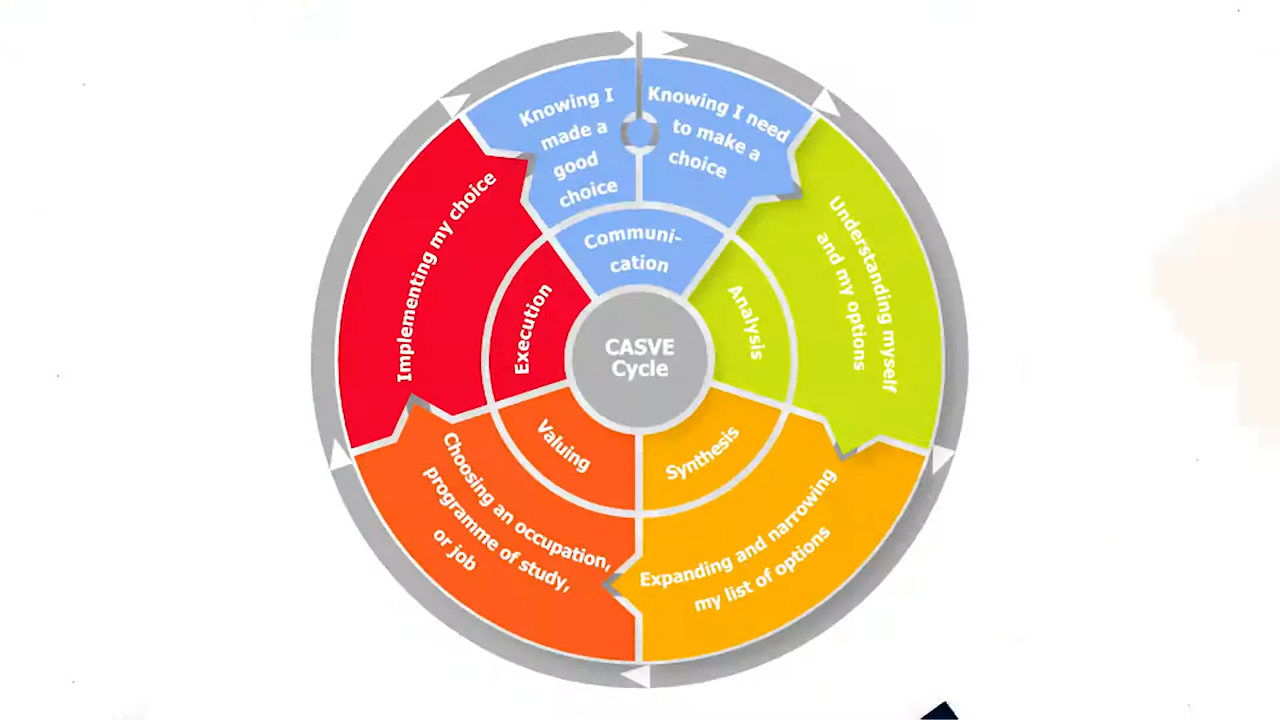 Knowing I
made a
good
choice
Knowing I need
to make a
choice
Communi-
cation
Understanding myself
and my options
Analysis
Expanding and narrowing
my list of options
Synthesis
Choosing an occupation,
programme of study,
or job
Valuing
Implementing my choice
Execution
CASVE
Cycle